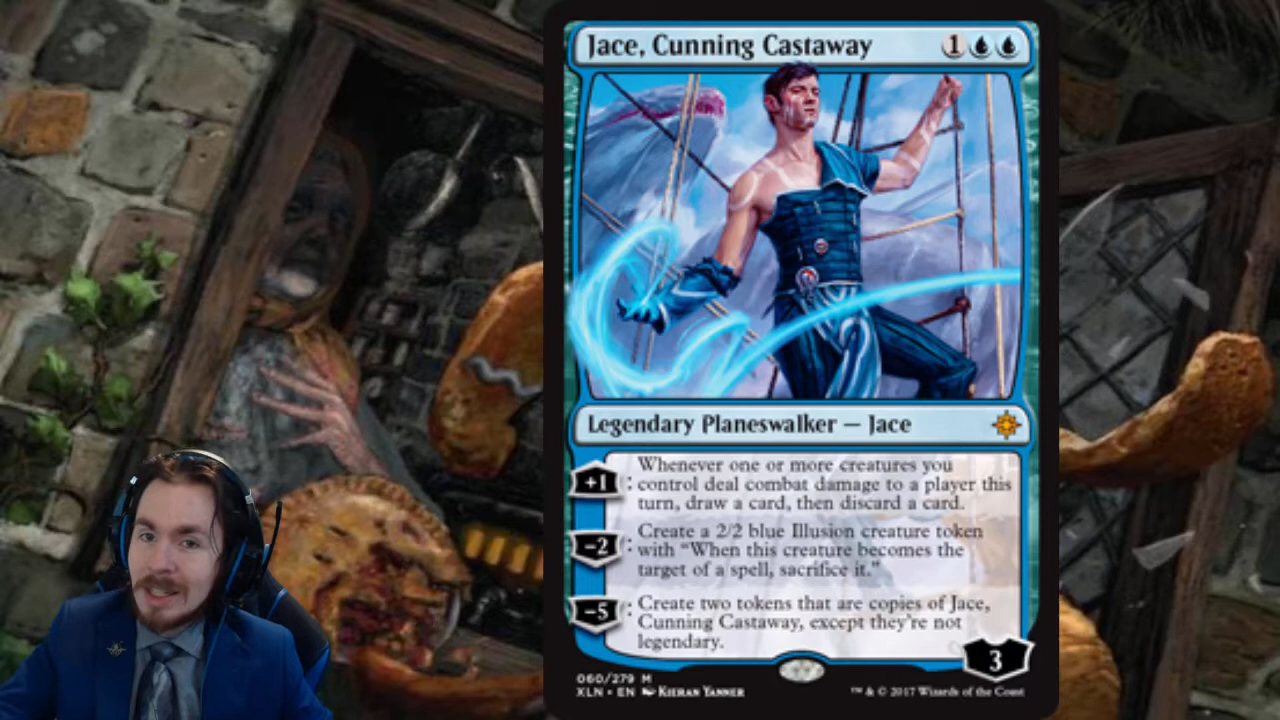 Jace, Cunning Castaway 1
Legendary Planeswalker — Jace
+1 : Whenever one or more creatures you
control deal combat damage to a player this
turn, draw a card, then discard a card.
−2 : Create a 2/2 blue Illusion creature token
with “When this creature becomes the
target of a spell, sacrifice it.”
−5 : Create two tokens that are copies of Jace,
Cunning Castaway, except they’re not
legendary.
3
060/279 M
XLN • EN Kieran Yanner
™ & © 2017 Wizards of the Coast